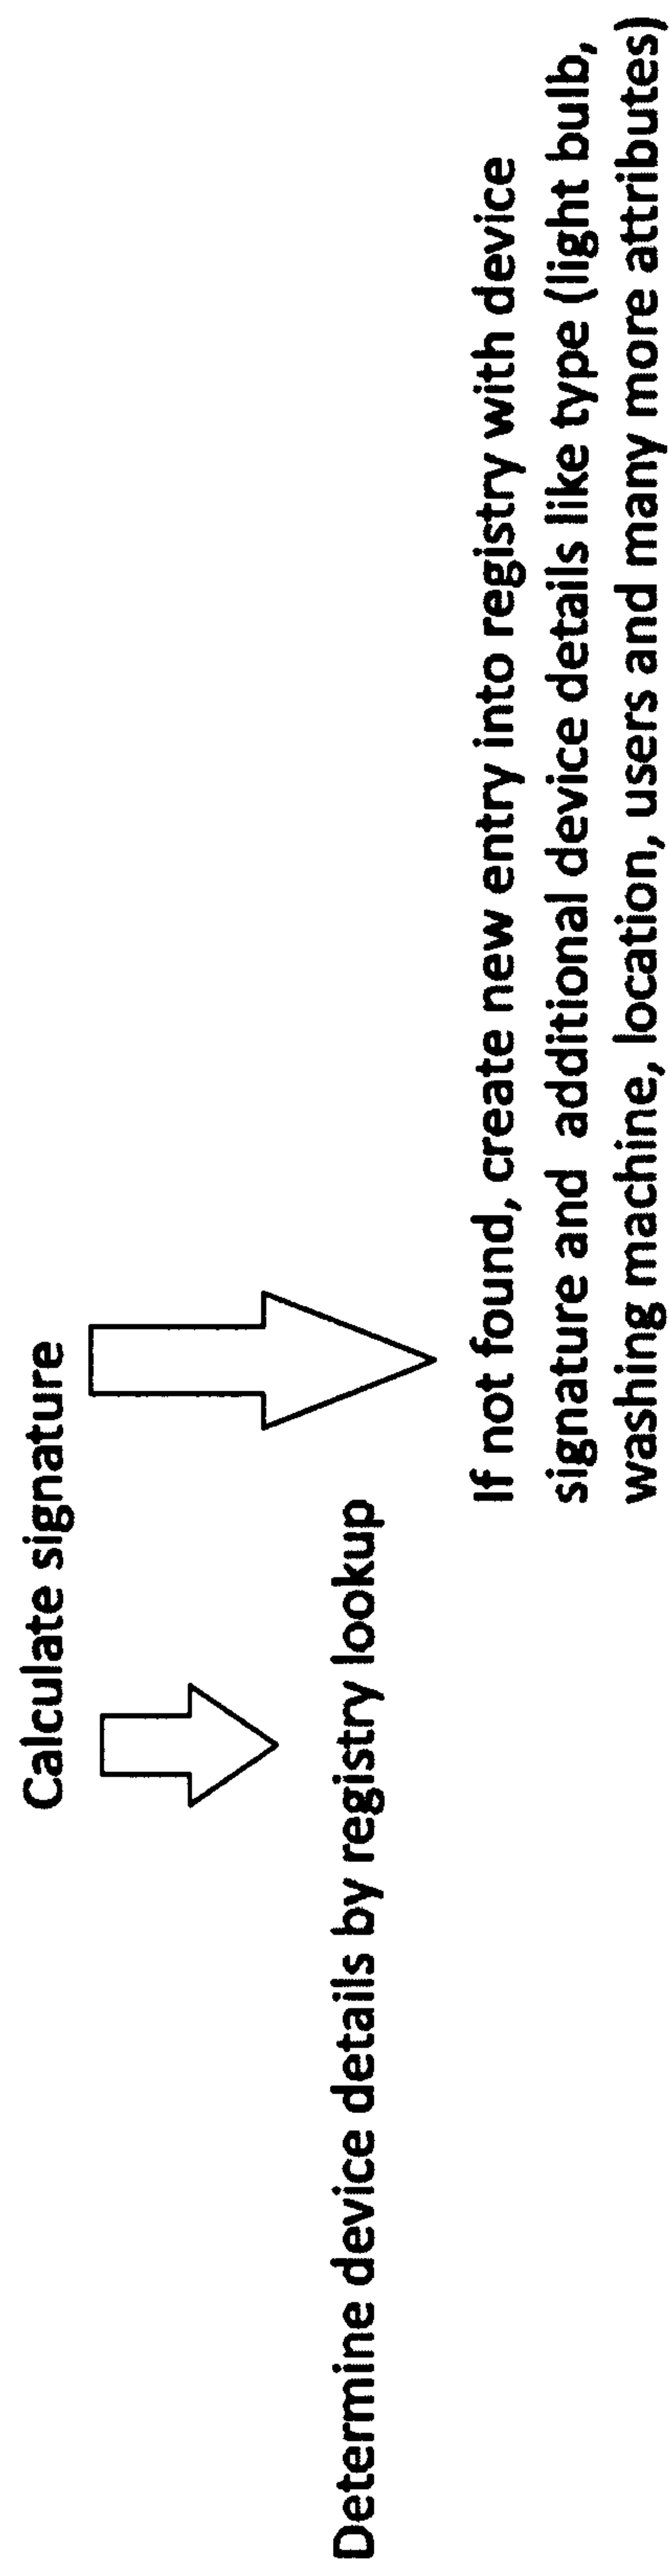 Calculate signature
Determine device details by registry lookup
If not found, create new entry into registry with device
signature and additional device details like type (light bulb,
washing machine, location, users and many more attributes)